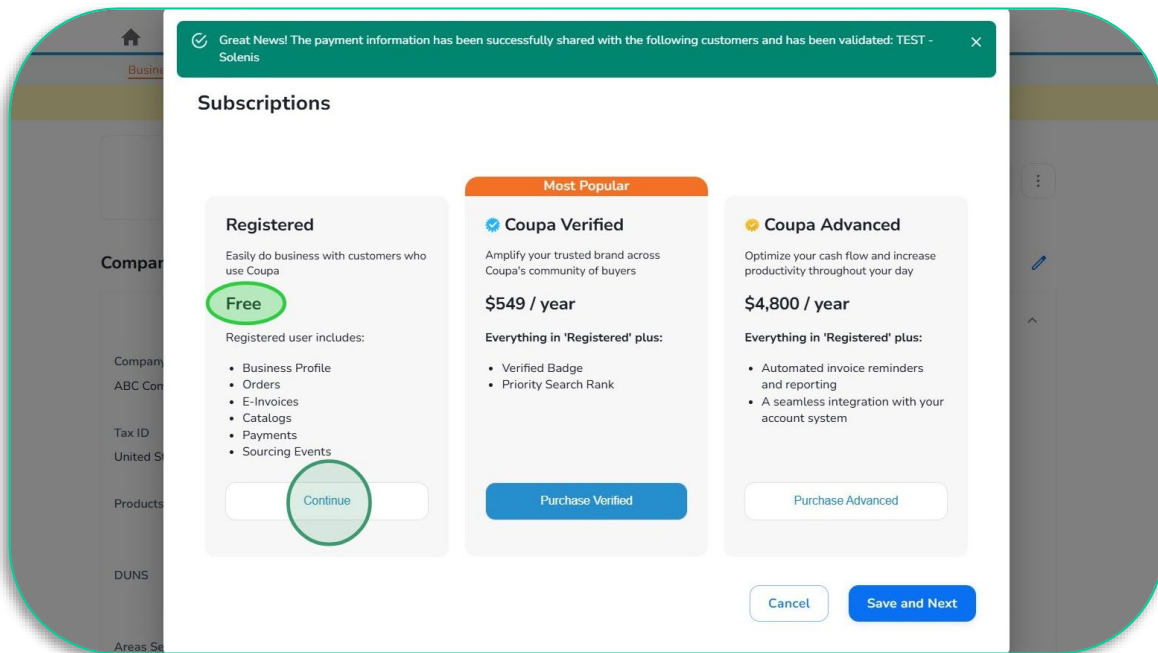 Great News! The payment information has been successfully shared with the following customers and has been validated: TEST -
Solenis
Subscriptions
Most Popular
Registered
Easily do business with customers who
use Coupa
Free
Registered user includes:
• Business Profile
• Orders
• E-Invoices
• Catalogs
• Payments
• Sourcing Events
Continue
Coupa Verified
Amplify your trusted brand across
Coupa's community of buyers
$549 / year
Everything in 'Registered' plus:
• Verified Badge
• Priority Search Rank
Purchase Verified
Coupa Advanced
Optimize your cash flow and increase
productivity throughout your day
$4,800 / year
Everything in 'Registered' plus:
• Automated invoice reminders
and reporting
• A seamless integration with your
account system
Purchase Advanced
Cancel
Save and Next
Company
ABC
Tax ID
United
Products
DUNS
Areas